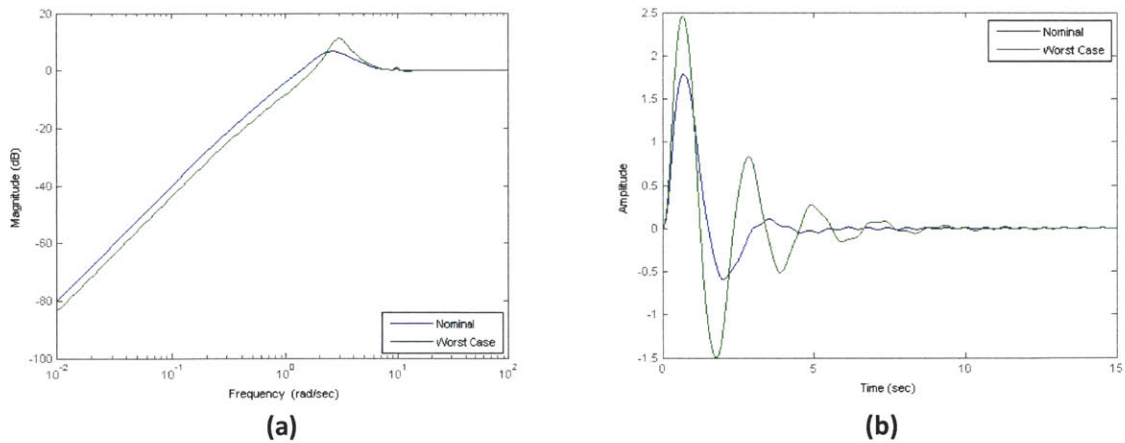 20
0
-20
-40
-60
-80
-100
Magnitude (dB)
10^-2
10^-1
10^0
10^1
10^2
Frequency (rad/sec)
Nominal
Worst Case
(a)
2.5
2
1.5
1
0.5
0
-0.5
-1
-1.5
Amplitude
0
5
10
15
Time (sec)
Nominal
Worst Case
(b)